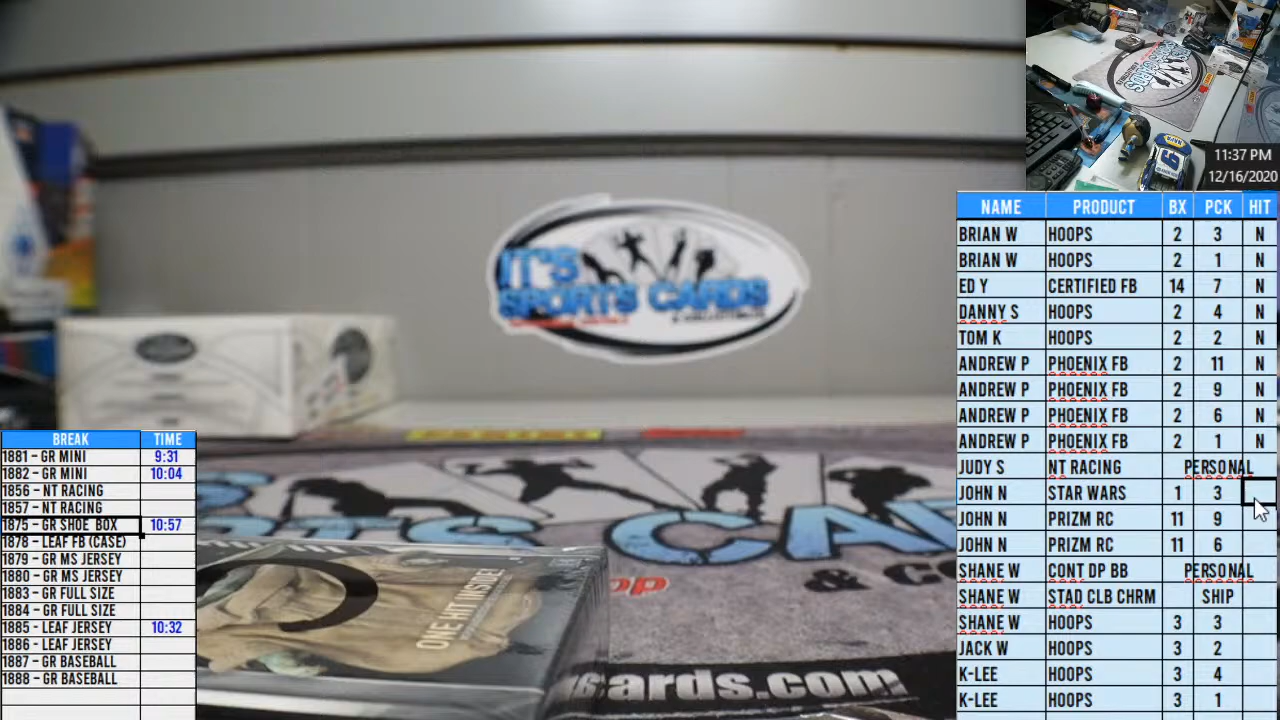 IT'S
SPORTS CARDS
ONE HIT INSIDE!
CA
& CO
op
cards.com
NAPA
11:37 PM
12/16/2020
NAME PRODUCT BX PCK HIT
BRIAN W HOOPS 2 3 N
BRIAN W HOOPS 2 1 N
ED Y CERTIFIED FB 14 7 N
DANNY S HOOPS 2 4 N
TOM K HOOPS 2 2 N
ANDREW P PHOENIX FB 2 11 N
ANDREW P PHOENIX FB 2 9 N
ANDREW P PHOENIX FB 2 6 N
ANDREW P PHOENIX FB 2 1 N
JUDY S NT RACING PERSONAL
JOHN N STAR WARS 1 3
JOHN N PRIZM RC 11 9
JOHN N PRIZM RC 11 6
SHANE W CONT DP BB PERSONAL
SHANE W STAD CLB CHRM SHIP
SHANE W HOOPS 3 3
JACK W HOOPS 3 2
K-LEE HOOPS 3 4
K-LEE HOOPS 3 1
BREAK TIME
1881 – GR MINI 9:31
1882 – GR MINI 10:04
1856 – NT RACING
1857 – NT RACING
1875 – GR SHOE BOX 10:57
1878 – LEAF FB (CASE)
1879 – GR MS JERSEY
1880 – GR MS JERSEY
1883 – GR FULL SIZE
1884 – GR FULL SIZE
1885 – LEAF JERSEY 10:32
1886 – LEAF JERSEY
1887 – GR BASEBALL
1888 – GR BASEBALL